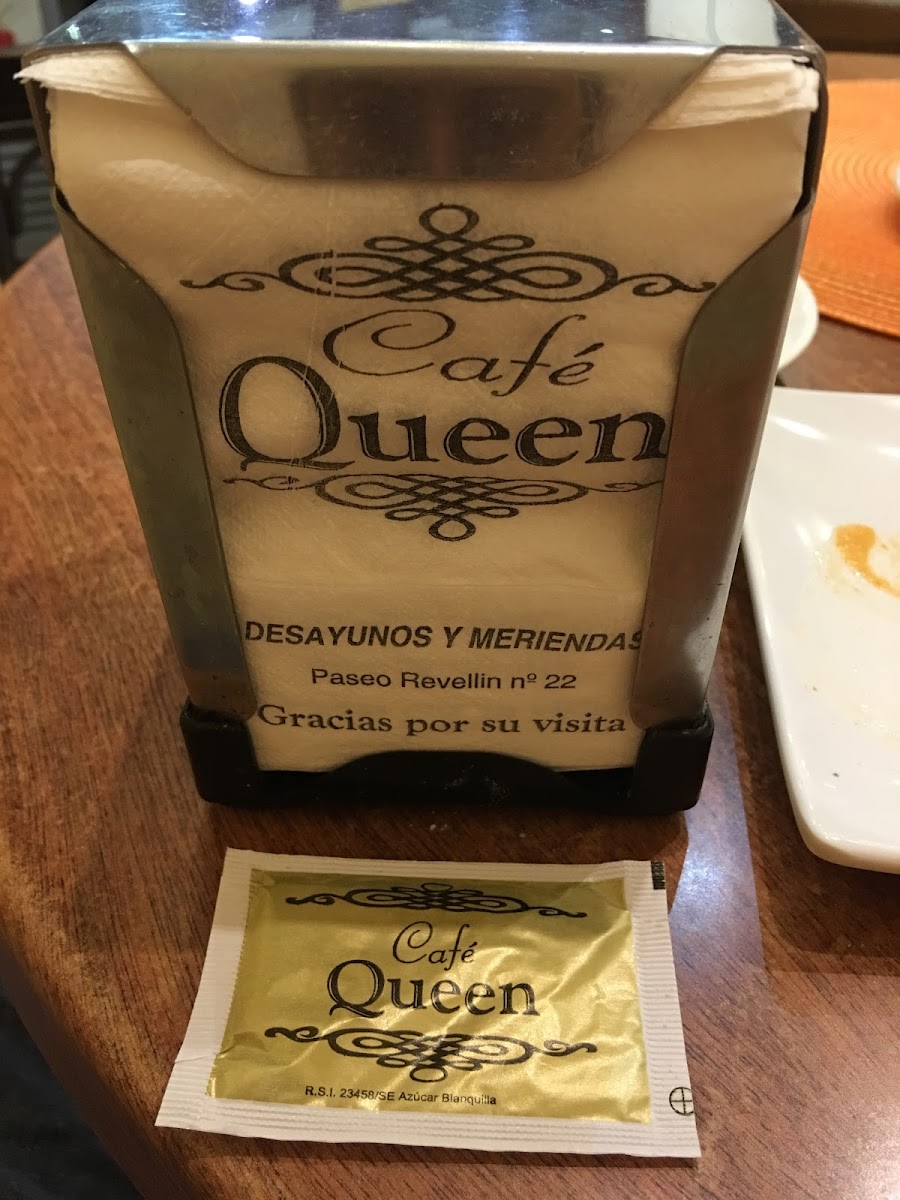 Café
Queen
DESAYUNOS Y MERIENDAS
Paseo Revellin nº 22
Gracias por su visita
Café
Queen
R.S.I. 23458/SE Azúcar Blanquilla